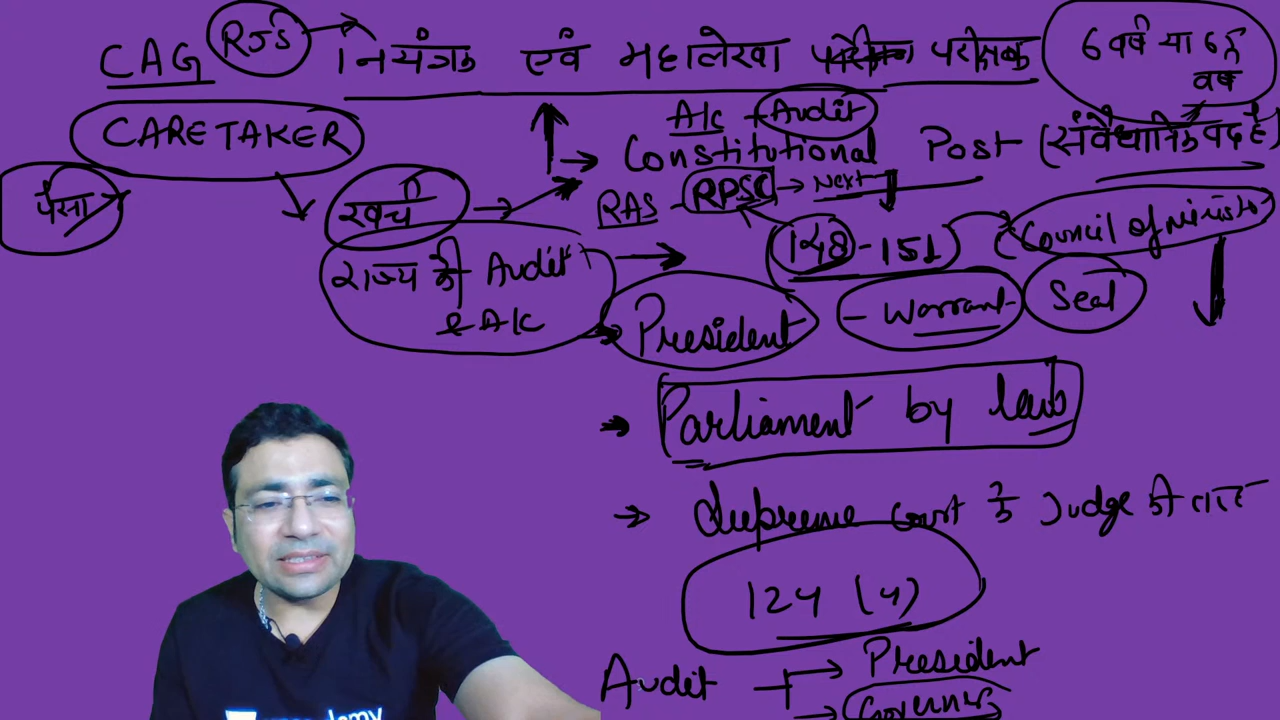 CAG RJS → नियंत्रक एवं महालेखा परीक्षक 6 वर्ष या 65 वर्ष
CARETAKER A/c + Audit
→ Constitutional Post (संवैधानिक पद है)
पैसा खर्चे → RAS - RPSC → Next
148-151 Council of minister
राज्य की Audit & A/c → President - Warrant Seal
→ Parliament by law
→ Supreme court के Judge की तरह
124 (4)
Audit → President
→ Governor